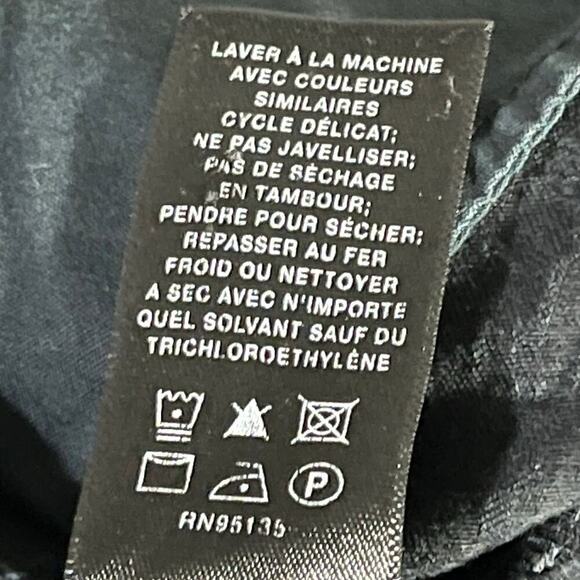 LAVER À LA MACHINE
AVEC COULEURS
SIMILAIRES
CYCLE DÉLICAT;
NE PAS JAVELLISER;
PAS DE SÉCHAGE
EN TAMBOUR;
PENDRE POUR SÉCHER;
REPASSER AU FER
FROID OU NETTOYER
A SEC AVEC N'IMPORTE
QUEL SOLVANT SAUF DU
TRICHLOROETHYLÈNE
P
RN95135